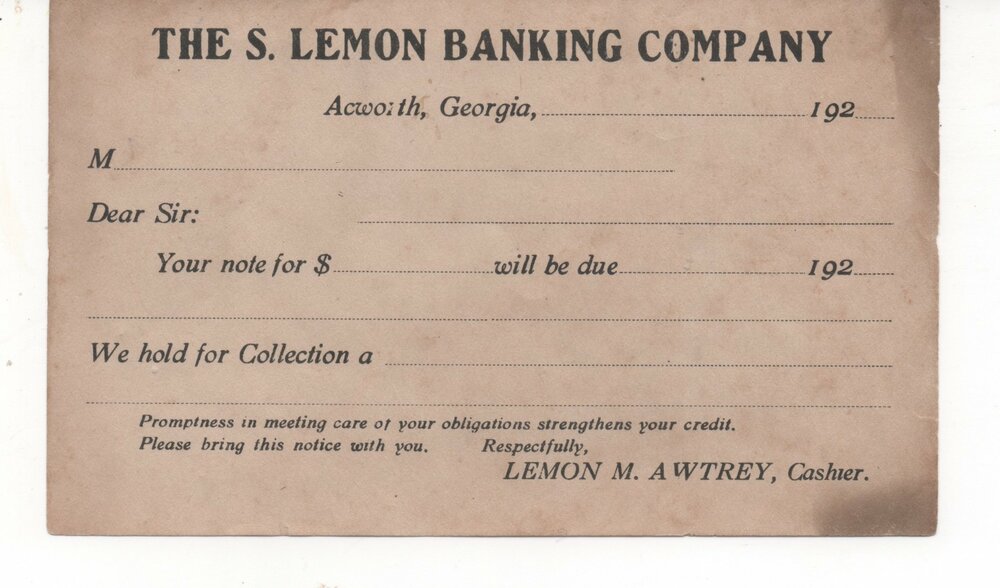 THE S. LEMON BANKING COMPANY
Acworth, Georgia, 192
M
Dear Sir:
Your note for $ will be due 192
We hold for Collection a
Promptness in meeting care of your obligations strengthens your credit.
Please bring this notice with you. Respectfully,
LEMON M. AWTREY, Cashier.